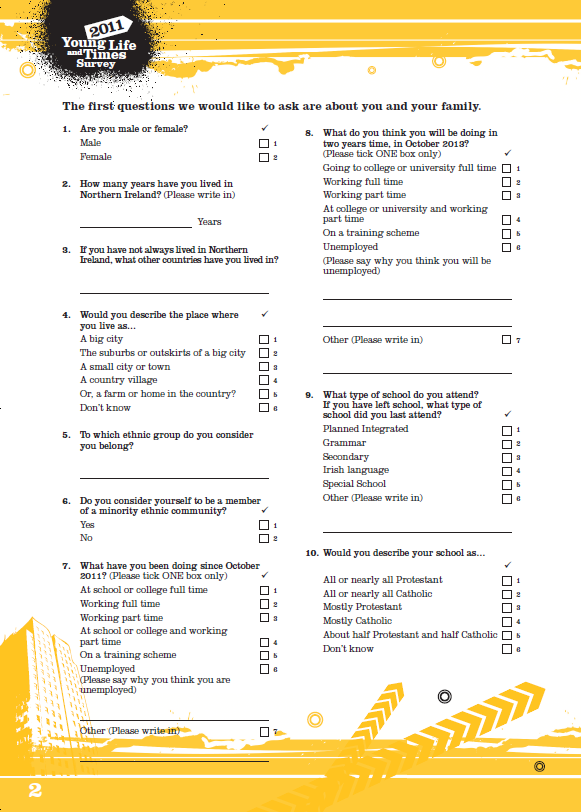 2011
Young Life
and Times
Survey
The first questions we would like to ask are about you and your family.
1. Are you male or female? ✓
Male 1
Female 2
2. How many years have you lived in
Northern Ireland? (Please write in)
Years
3. If you have not always lived in Northern
Ireland, what other countries have you lived in?
4. Would you describe the place where ✓
you live as...
A big city 1
The suburbs or outskirts of a big city 2
A small city or town 3
A country village 4
Or, a farm or home in the country? 5
Don't know 6
5. To which ethnic group do you consider
you belong?
6. Do you consider yourself to be a member
of a minority ethnic community? ✓
Yes 1
No 2
7. What have you been doing since October
2011? (Please tick ONE box only) ✓
At school or college full time 1
Working full time 2
Working part time 3
At school or college and working
part time 4
On a training scheme 5
Unemployed 6
(Please say why you think you are
unemployed)
Other (Please write in) 7
8. What do you think you will be doing in
two years time, in October 2013?
(Please tick ONE box only) ✓
Going to college or university full time 1
Working full time 2
Working part time 3
At college or university and working
part time 4
On a training scheme 5
Unemployed 6
(Please say why you think you will be
unemployed)
Other (Please write in) 7
9. What type of school do you attend?
If you have left school, what type of
school did you last attend? ✓
Planned Integrated 1
Grammar 2
Secondary 3
Irish language 4
Special School 5
Other (Please write in) 6
10. Would you describe your school as...
✓
All or nearly all Protestant 1
All or nearly all Catholic 2
Mostly Protestant 3
Mostly Catholic 4
About half Protestant and half Catholic 5
Don't know 6
2